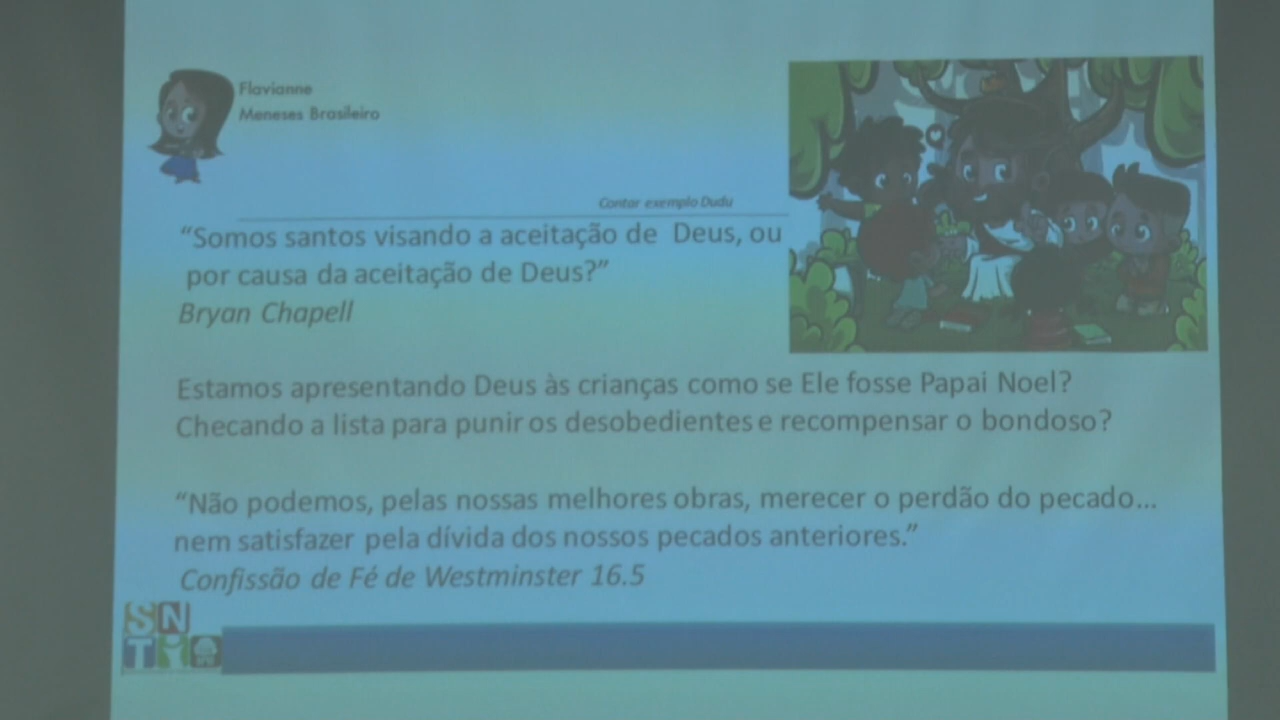 Flavianne
Meneses Brasileiro
Contar exemplo Dudu
“Somos santos visando a aceitação de Deus, ou
por causa da aceitação de Deus?”
Bryan Chapell
Estamos apresentando Deus às crianças como se Ele fosse Papai Noel?
Checando a lista para punir os desobedientes e recompensar o bondoso?
“Não podemos, pelas nossas melhores obras, merecer o perdão do pecado...
nem satisfazer pela dívida dos nossos pecados anteriores.”
Confissão de Fé de Westminster 16.5
SN
Ti